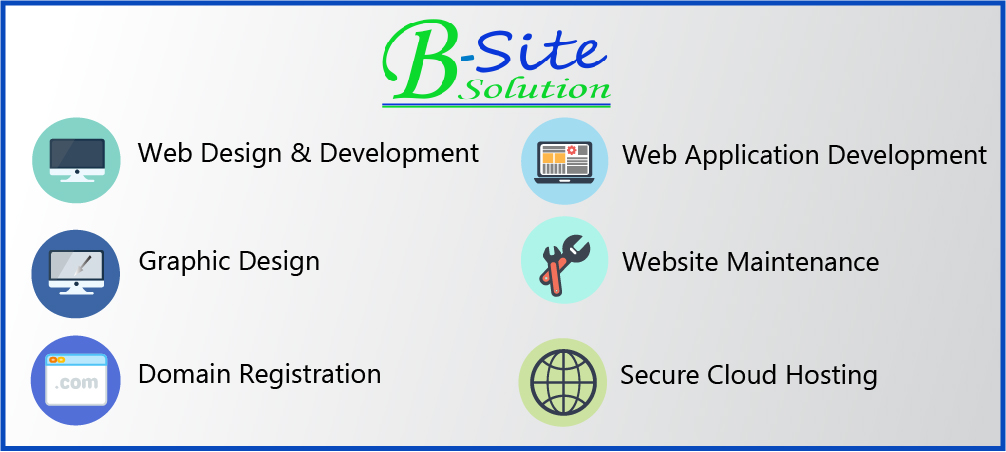 B-Site
Solution
Web Design & Development
Web Application Development
Graphic Design
Website Maintenance
.com
Domain Registration
Secure Cloud Hosting